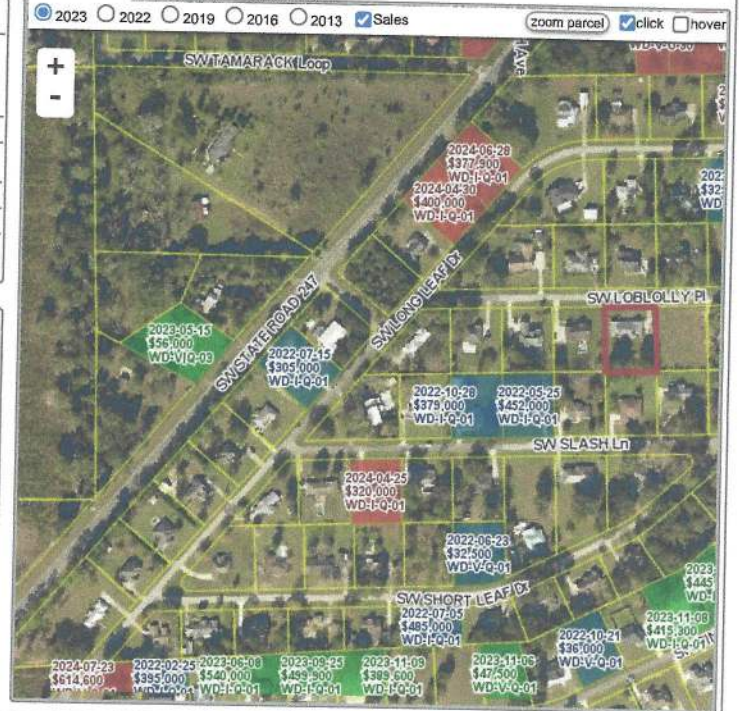 2023 2022 2019 2016 2013 Sales zoom parcel click hover
+
-
SW TAMARACK Loop
2024-06-28
$377,900
WD-I-Q-01
2024-04-30
$400,000
WD-I-Q-01
SW LONG LEAF Dr
SW LOBLOLLY Pl
SW STATE ROAD 247
2023-05-15
$56,000
WD-V|Q-03
2022-07-15
$305,000
WD-I-Q-01
2022-10-28
$379,000
WD-I-Q-01
2022-05-25
$452,000
WD-I-Q-01
SW SLASH Ln
2024-04-25
$320,000
WD-I-Q-01
2022-06-23
$32,500
WD-V-Q-01
SW SHORT LEAF Dr
2022-07-05
$485,000
WD-I-Q-01
2023-
$445
WD-I
2023-11-08
$415,300
WD-I-Q-01
2022-10-21
$36,000
WD-V-Q-01
2024-07-23
$614,600
2022-02-25
$395,000
2023-06-08
$540,000
WD-I-Q-01
2023-09-25
$499,900
WD-I-Q-01
2023-11-09
$389,600
WD-I-Q-01
2023-11-06
$47,500
WD-V-Q-01